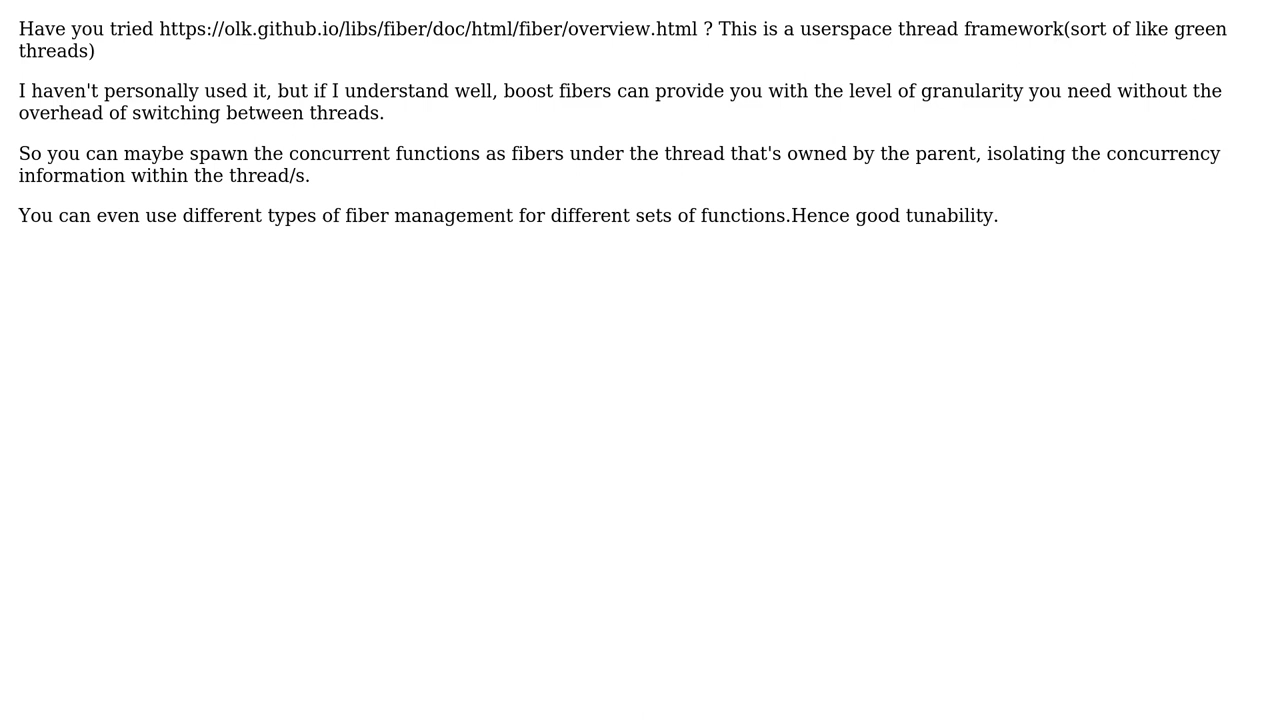 Have you tried https://olk.github.io/libs/fiber/doc/html/fiber/overview.html ? This is a userspace thread framework(sort of like green
threads)
I haven't personally used it, but if I understand well, boost fibers can provide you with the level of granularity you need without the
overhead of switching between threads.
So you can maybe spawn the concurrent functions as fibers under the thread that's owned by the parent, isolating the concurrency
information within the thread/s.
You can even use different types of fiber management for different sets of functions.Hence good tunability.